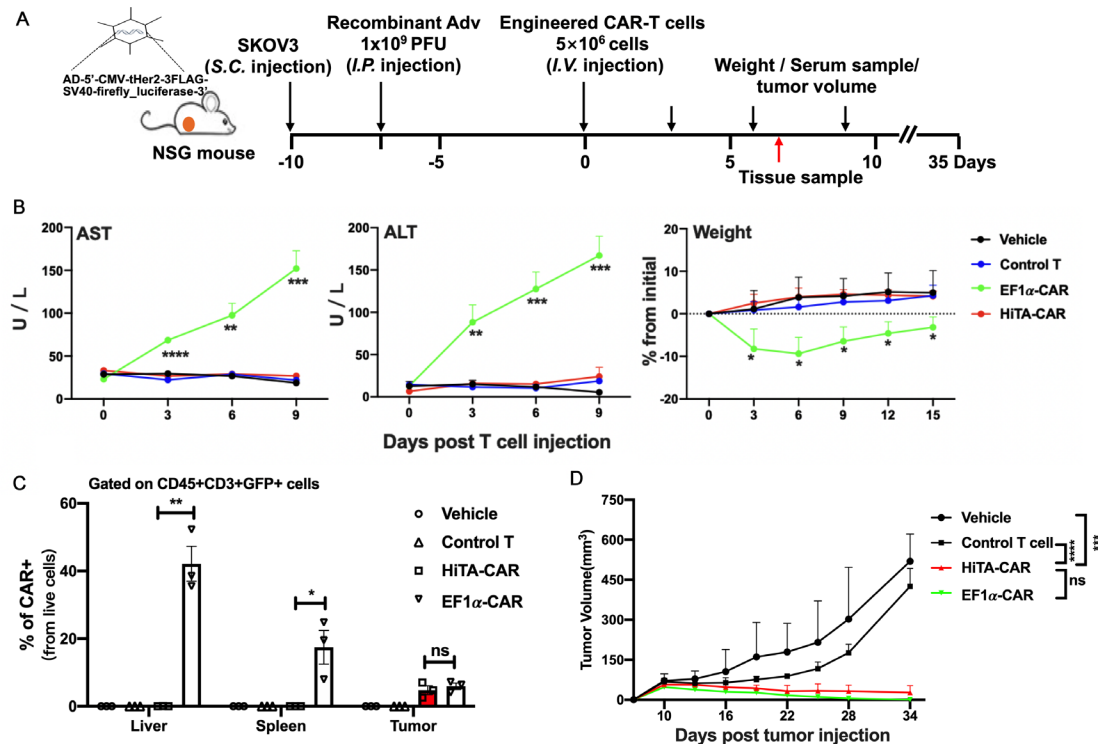 A
AD-5'-CMV-tHer2-3FLAG-
SV40-firefly_luciferase-3'
NSG mouse
SKOV3
(S.C. injection)
Recombinant Adv
1x10⁹ PFU
(I.P. injection)
Engineered CAR-T cells
5×10⁶ cells
(I.V. injection)
Weight / Serum sample/
tumor volume
-10
-5
0
5
10
35 Days
Tissue sample
B
AST
U / L
200
150
100
50
0
****
**
***
0 3 6 9
ALT
U / L
200
150
100
50
0
**
***
***
0 3 6 9
Days post T cell injection
Weight
% from initial
20
10
0
-10
-20
* * * * *
0 3 6 9 12 15
Vehicle
Control T
EF1α-CAR
HiTA-CAR
C
Gated on CD45+CD3+GFP+ cells
% of CAR+
(from live cells)
60
40
20
0
**
*
ns
Liver Spleen Tumor
Vehicle
Control T
HiTA-CAR
EF1α-CAR
D
Tumor Volume(mm³)
750
600
450
300
150
0
10 16 22 28 34
Days post tumor injection
Vehicle
Control T cell
HiTA-CAR
EF1α-CAR
****
***
ns